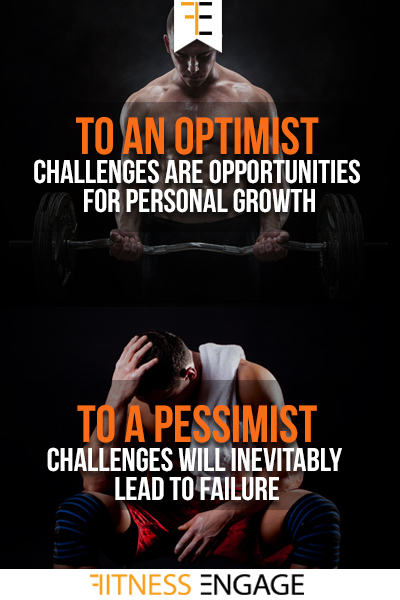 FE
TO AN OPTIMIST
CHALLENGES ARE OPPORTUNITIES
FOR PERSONAL GROWTH
TO A PESSIMIST
CHALLENGES WILL INEVITABLY
LEAD TO FAILURE
FITNESS ENGAGE